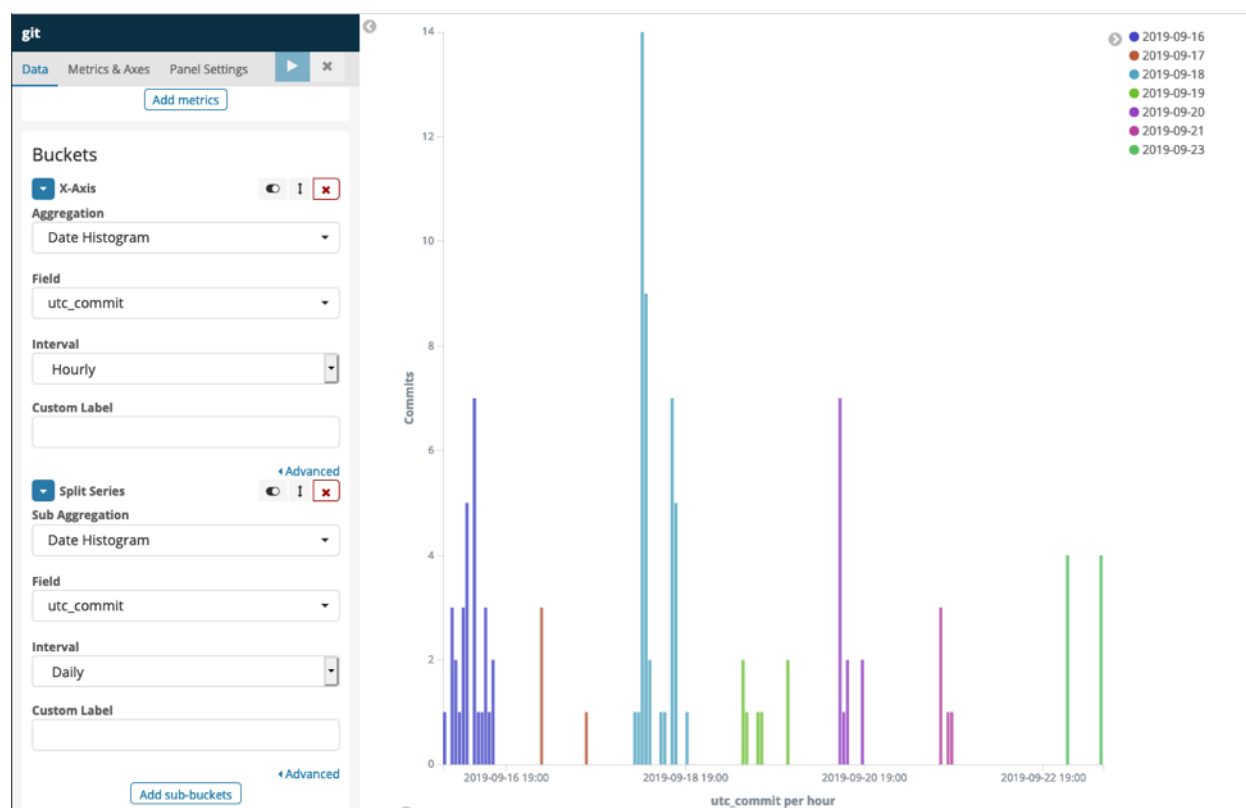 git
Data Metrics & Axes Panel Settings
Add metrics
Buckets
X-Axis
Aggregation
Date Histogram
Field
utc_commit
Interval
Hourly
Custom Label
Advanced
Split Series
Sub Aggregation
Date Histogram
Field
utc_commit
Interval
Daily
Custom Label
Advanced
Add sub-buckets
Commits
14
12
10
8
6
4
2
0
2019-09-16 19:00 2019-09-18 19:00 2019-09-20 19:00 2019-09-22 19:00
utc_commit per hour
2019-09-16
2019-09-17
2019-09-18
2019-09-19
2019-09-20
2019-09-21
2019-09-23